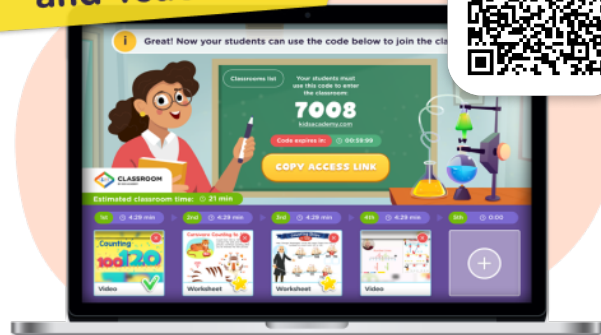 Great! Now your students can use the code below to join the
Classrooms list
Your students must
use this code to enter
the classroom:
7008
kidsacademy.com
Code expires in:
00:59:99
COPY ACCESS LINK
CLASSROOM
Estimated classroom time: 21 min
1st 4:29 min
2nd 4:29 min
3rd 4:29 min
4th 4:29 min
5th 0:00
Counting
100 120
Video
Worksheet
Worksheet
Video